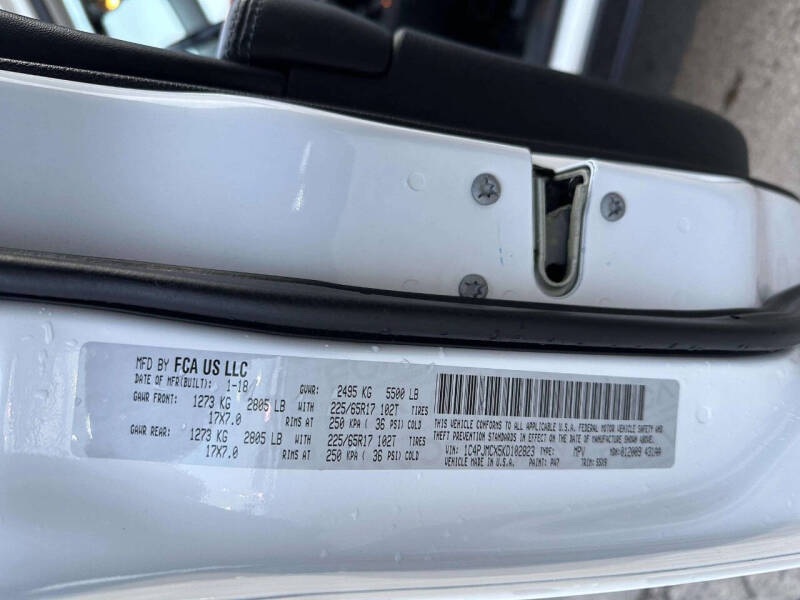 MFD BY FCA US LLC
DATE OF MFR(BUILT): 1-18 GVWR: 2495 KG 5500 LB
GAWR FRONT: 1273 KG 2805 LB WITH 225/65R17 102T TIRES
17X7.0 RIMS AT 250 KPA ( 36 PSI) COLD
GAWR REAR: 1273 KG 2805 LB WITH 225/65R17 102T TIRES
17X7.0 RIMS AT 250 KPA ( 36 PSI) COLD
THIS VEHICLE CONFORMS TO ALL APPLICABLE U.S.A. FEDERAL MOTOR VEHICLE SAFETY AND
THEFT PREVENTION STANDARDS IN EFFECT ON THE DATE OF MANUFACTURE SHOWN ABOVE.
VIN: 1C4PJMCX5KD102823 TYPE: MPV MDH:012009 431AA
VEHICLE MADE IN U.S.A. PAINT: PW7 TRIM: